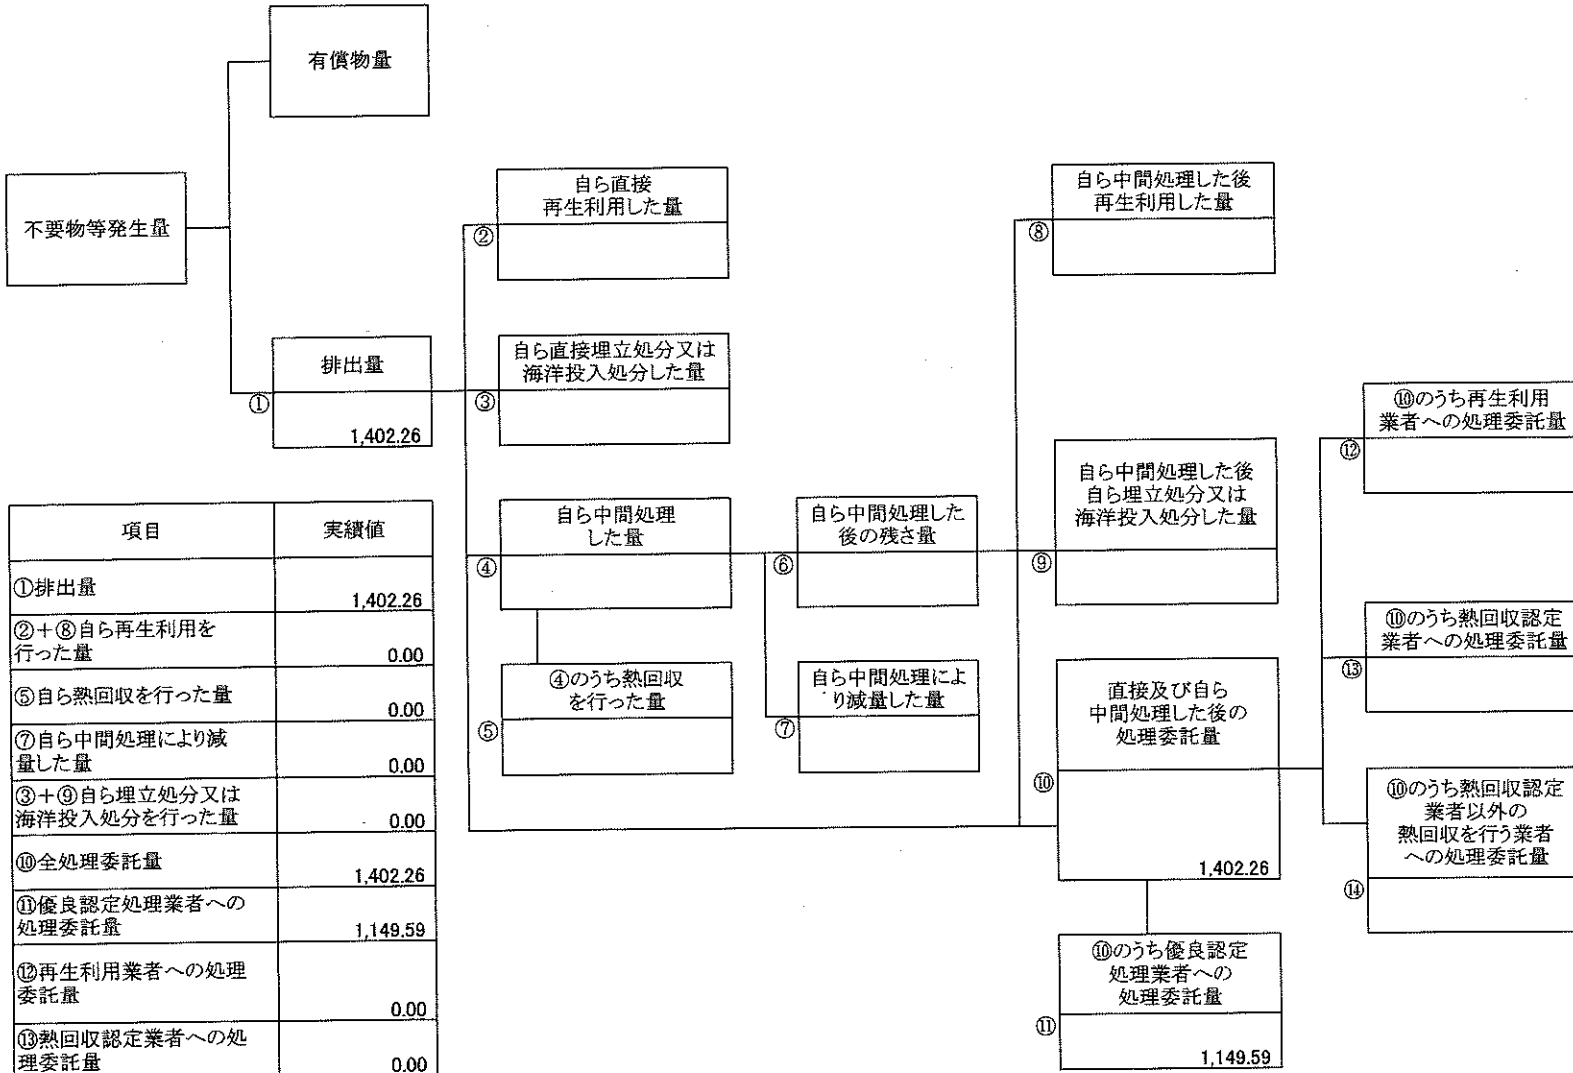 有償物量
不要物等発生量
① 排出量
1,402.26
② 自ら直接
再生利用した量
③ 自ら直接埋立処分又は
海洋投入処分した量
④ 自ら中間処理
した量
⑤ ④のうち熱回収
を行った量
⑥ 自ら中間処理した
後の残さ量
⑦ 自ら中間処理によ
り減量した量
⑧ 自ら中間処理した後
再生利用した量
⑨ 自ら中間処理した後
自ら埋立処分又は
海洋投入処分した量
⑩ 直接及び自ら
中間処理した後の
処理委託量
1,402.26
⑪ ⑩のうち優良認定
処理業者への
処理委託量
1,149.59
⑫ ⑩のうち再生利用
業者への処理委託量
⑬ ⑩のうち熱回収認定
業者への処理委託量
⑭ ⑩のうち熱回収認定
業者以外の
熱回収を行う業者
への処理委託量
項目 実績値
①排出量 1,402.26
②+⑧自ら再生利用を
行った量 0.00
⑤自ら熱回収を行った量 0.00
⑦自ら中間処理により減
量した量 0.00
③+⑨自ら埋立処分又は
海洋投入処分を行った量 0.00
⑩全処理委託量 1,402.26
⑪優良認定処理業者への
処理委託量 1,149.59
⑫再生利用業者への処理
委託量 0.00
⑬熱回収認定業者への処
理委託量 0.00